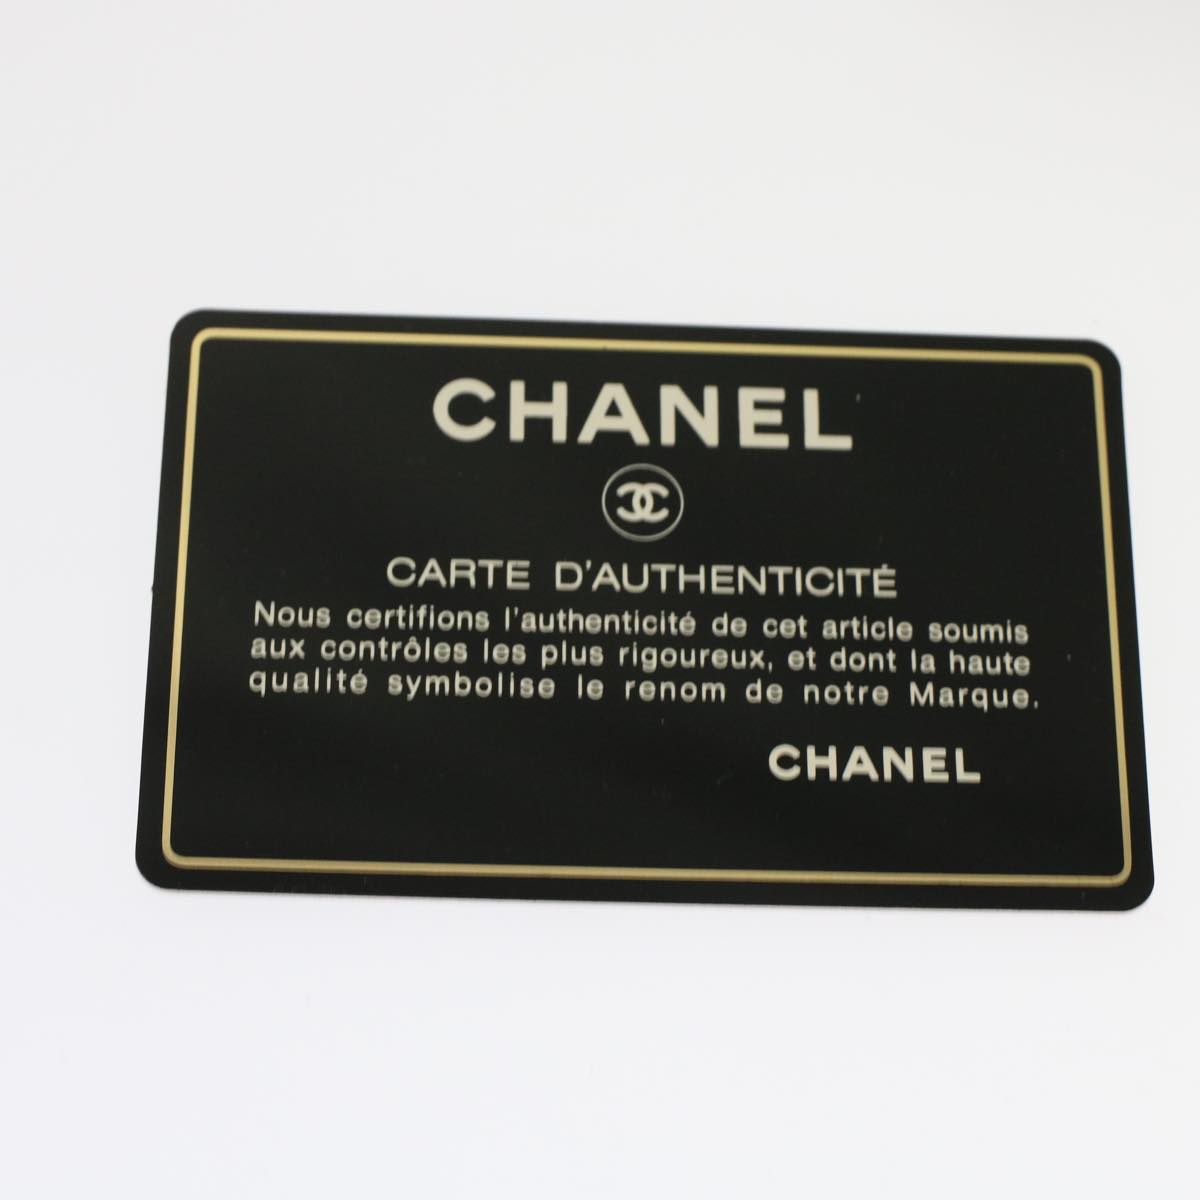 CHANEL
CARTE D'AUTHENTICITÉ
Nous certifions l'authenticité de cet article soumis
aux contrôles les plus rigoureux, et dont la haute
qualité symbolise le renom de notre Marque.
CHANEL